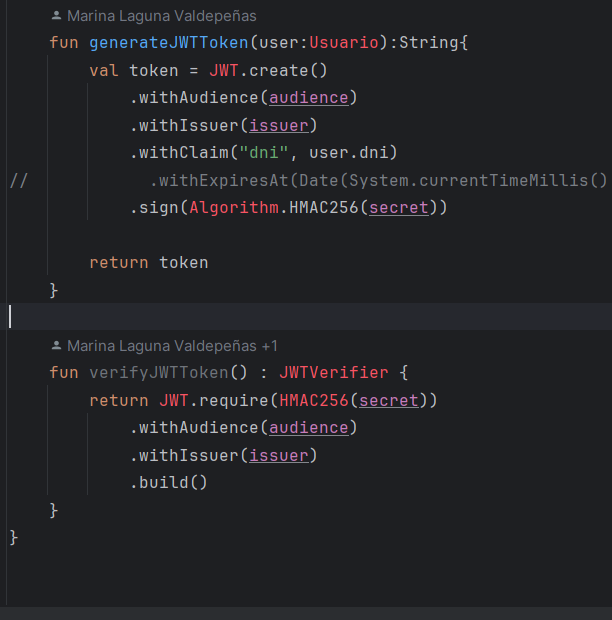 Marina Laguna Valdepeñas
fun generateJWTToken(user:Usuario):String{
val token = JWT.create()
.withAudience(audience)
.withIssuer(issuer)
.withClaim("dni", user.dni)
// .withExpiresAt(Date(System.currentTimeMillis()
.sign(Algorithm.HMAC256(secret))
return token
}
Marina Laguna Valdepeñas +1
fun verifyJWTToken() : JWTVerifier {
return JWT.require(HMAC256(secret))
.withAudience(audience)
.withIssuer(issuer)
.build()
}
}